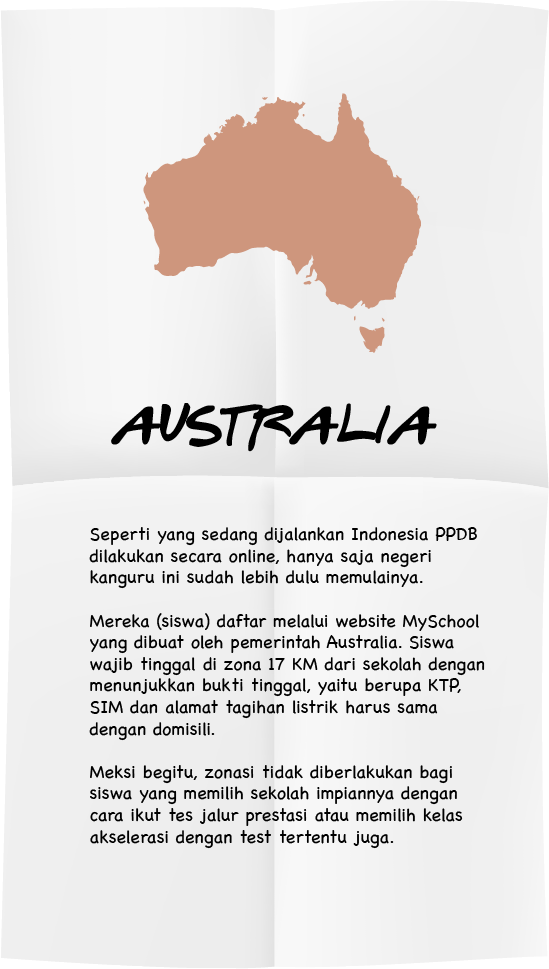 AUSTRALIA
Seperti yang sedang dijalankan Indonesia PPDB
dilakukan secara online, hanya saja negeri
kanguru ini sudah lebih dulu memulainya.
Mereka (siswa) daftar melalui website MySchool
yang dibuat oleh pemerintah Australia. Siswa
wajib tinggal di zona 17 KM dari sekolah dengan
menunjukkan bukti tinggal, yaitu berupa KTP,
SIM dan alamat tagihan listrik harus sama
dengan domisili.
Meksi begitu, zonasi tidak diberlakukan bagi
siswa yang memilih sekolah impiannya dengan
cara ikut tes jalur prestasi atau memilih kelas
akselerasi dengan test tertentu juga.